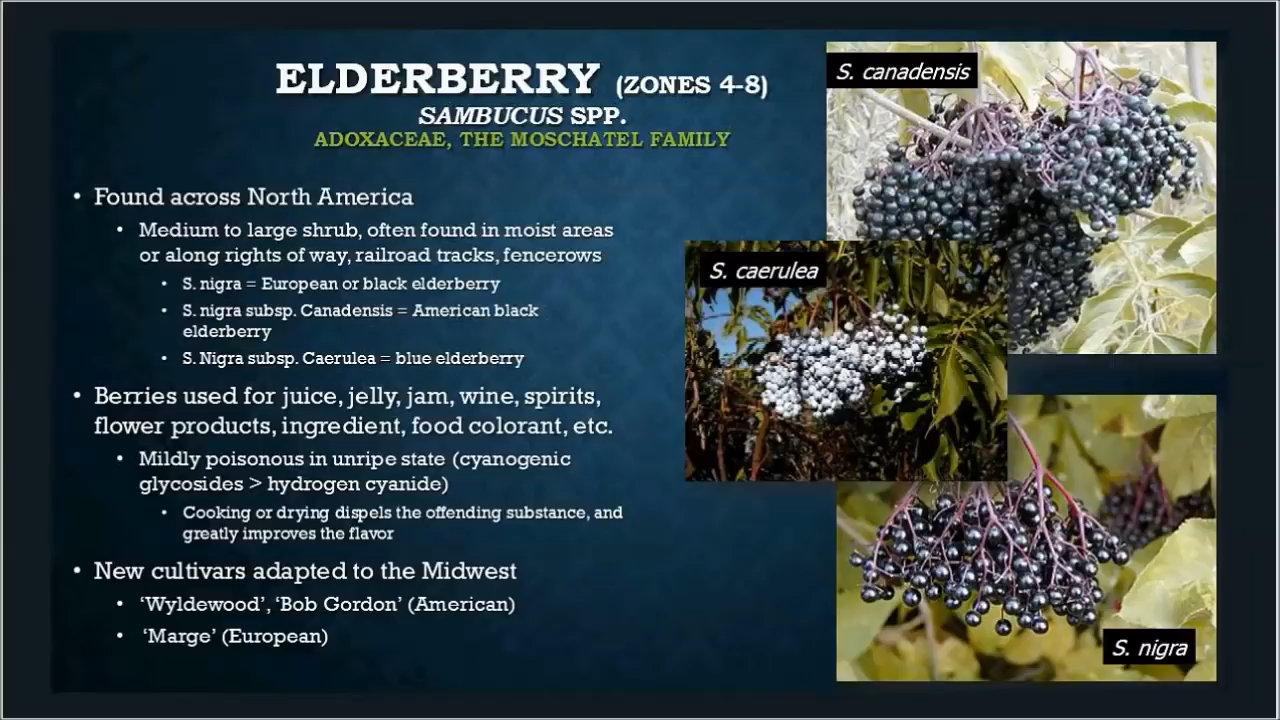 ELDERBERRY (ZONES 4-8)
SAMBUCUS SPP.
ADOXACEAE, THE MOSCHATEL FAMILY
• Found across North America
• Medium to large shrub, often found in moist areas
or along rights of way, railroad tracks, fencerows
• S. nigra = European or black elderberry
• S. nigra subsp. Canadensis = American black
elderberry
• S. Nigra subsp. Caerulea = blue elderberry
• Berries used for juice, jelly, jam, wine, spirits,
flower products, ingredient, food colorant, etc.
• Mildly poisonous in unripe state (cyanogenic
glycosides > hydrogen cyanide)
• Cooking or drying dispels the offending substance, and
greatly improves the flavor
• New cultivars adapted to the Midwest
• ‘Wyldewood’, ‘Bob Gordon’ (American)
• ‘Marge’ (European)
S. canadensis
S. caerulea
S. nigra